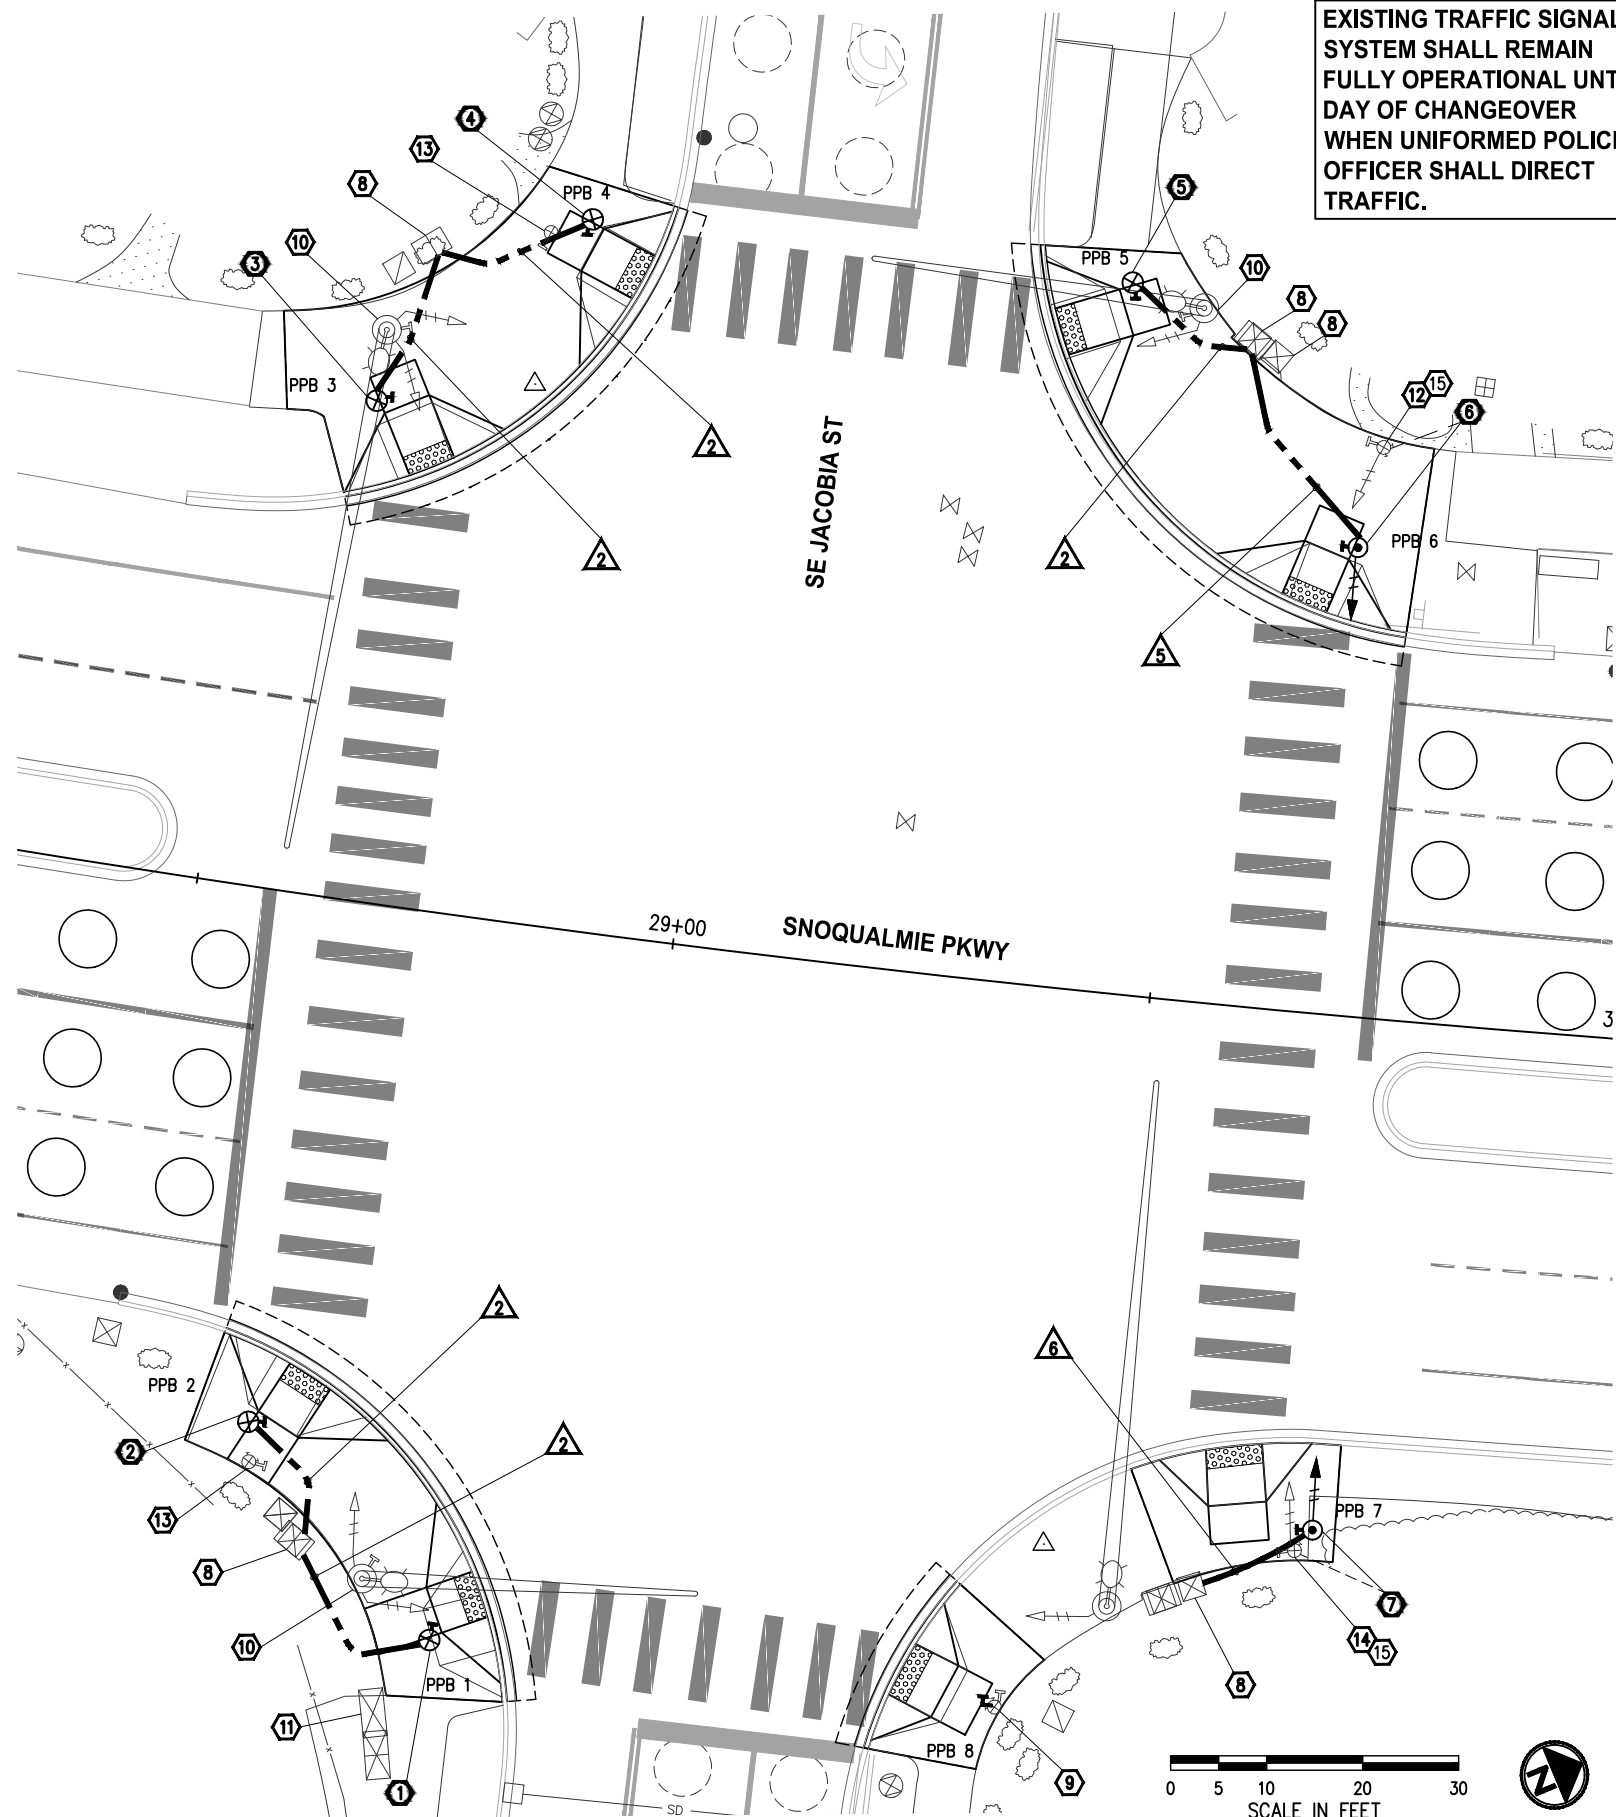 EXISTING TRAFFIC SIGNAL
SYSTEM SHALL REMAIN
FULLY OPERATIONAL UNT
DAY OF CHANGEOVER
WHEN UNIFORMED POLIC
OFFICER SHALL DIRECT
TRAFFIC.
4
13
8
PPB 4
5
3
10
PPB 5
10
8
8
PPB 3
12
15
6
2
2
SE JACOBIA ST
2
PPB 6
5
29+00
SNOQUALMIE PKWY
3
2
6
PPB 2
2
2
PPB 7
13
8
7
10
14
15
PPB 1
8
11
PPB 8
9
1
SD
0 5 10 20 30
SCALE IN FEET
N